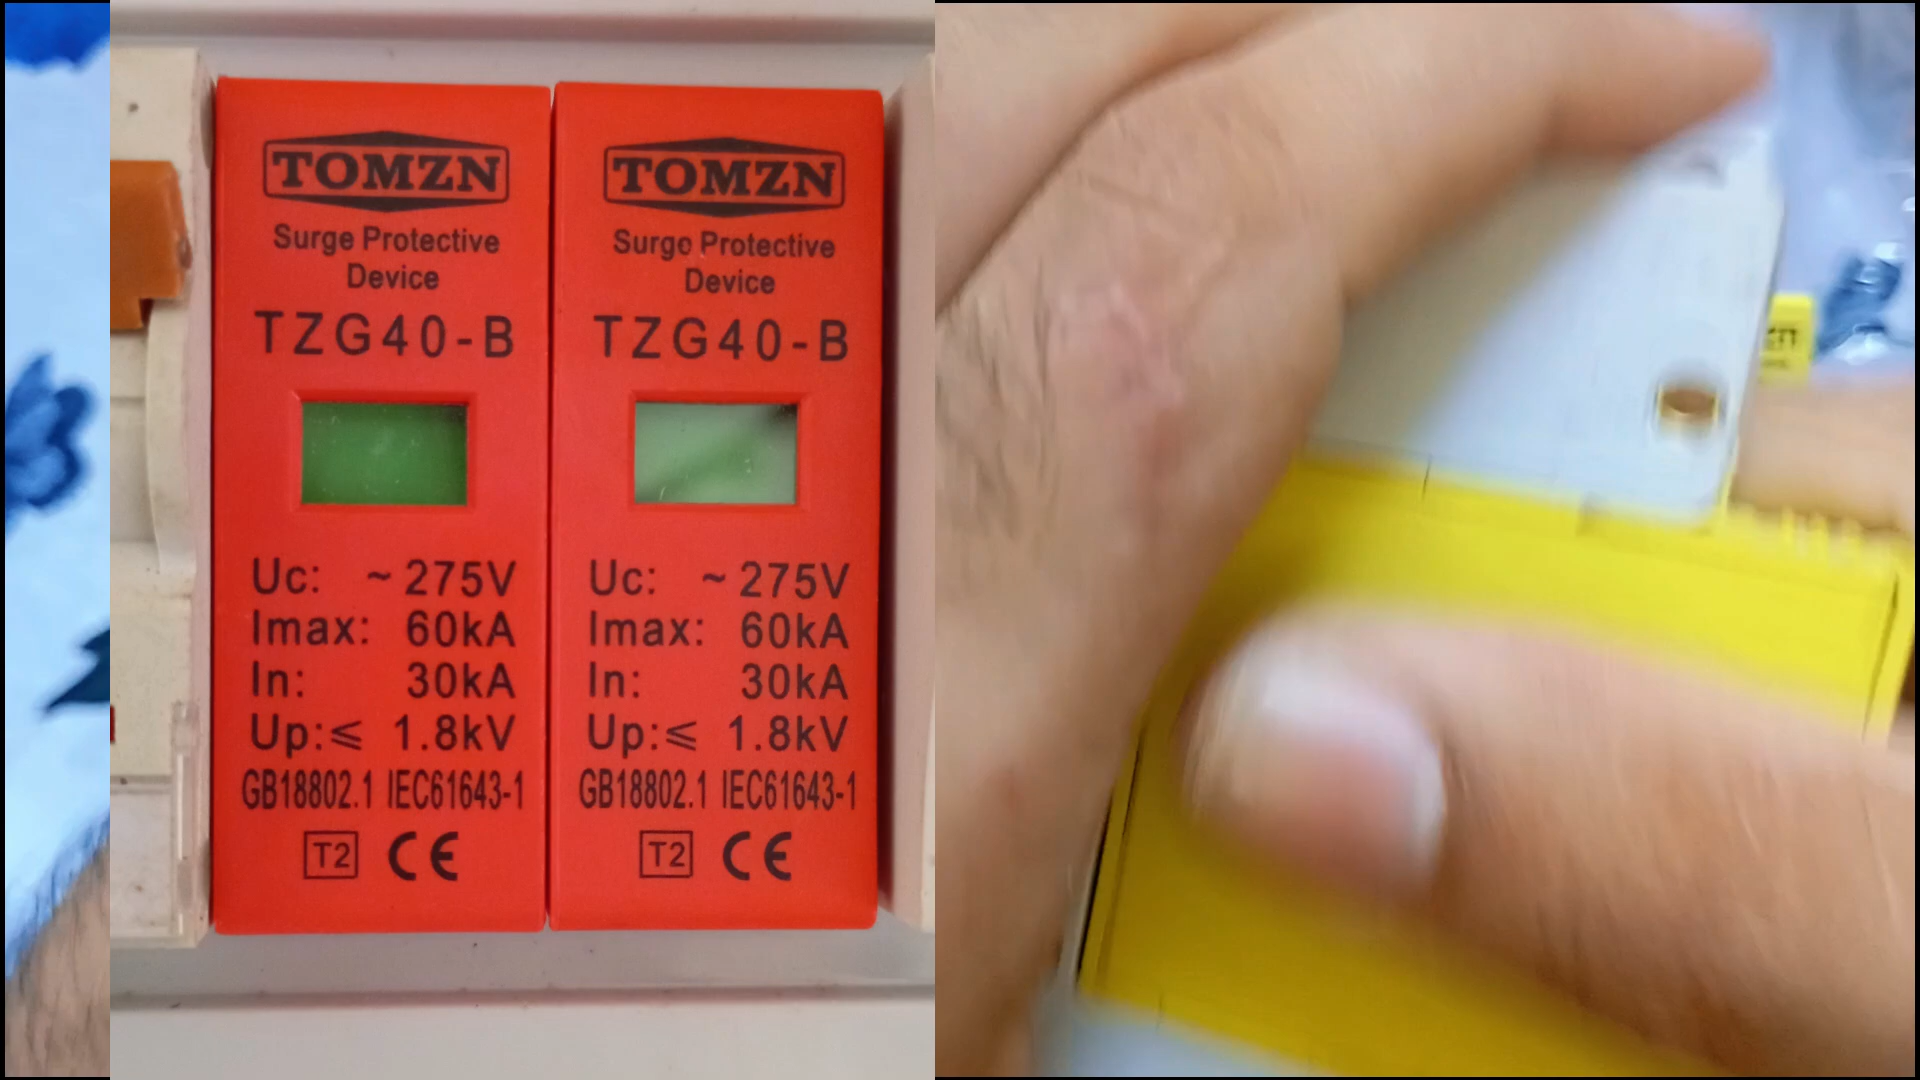 TOMZN
Surge Protective
Device
TZG40-B
Uc: ~275V
Imax: 60kA
In: 30kA
Up:≤ 1.8kV
GB18802.1 IEC61643-1
T2 CE
TOMZN
Surge Protective
Device
TZG40-B
Uc: ~275V
Imax: 60kA
In: 30kA
Up:≤ 1.8kV
GB18802.1 IEC61643-1
T2 CE